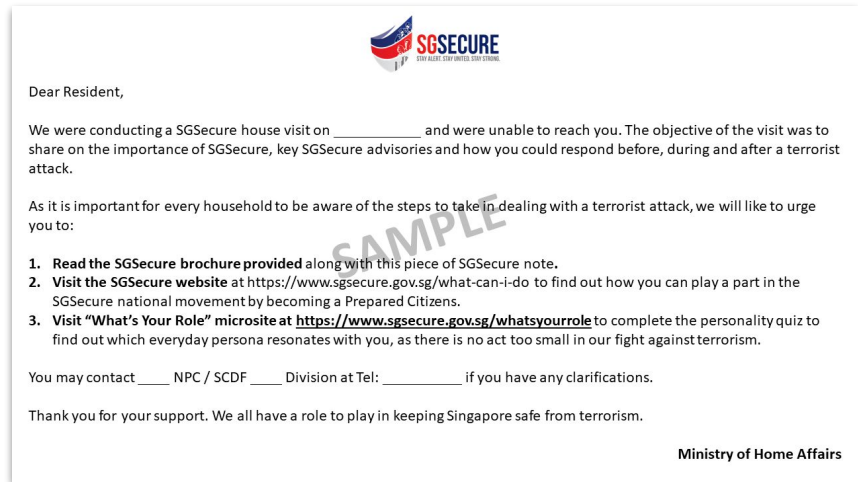 SGSECURE
STAY ALERT. STAY UNITED. STAY STRONG.
Dear Resident,
We were conducting a SGSecure house visit on ___________ and were unable to reach you. The objective of the visit was to
share on the importance of SGSecure, key SGSecure advisories and how you could respond before, during and after a terrorist
attack.
As it is important for every household to be aware of the steps to take in dealing with a terrorist attack, we will like to urge
you to:
SAMPLE
1. Read the SGSecure brochure provided along with this piece of SGSecure note.
2. Visit the SGSecure website at https://www.sgsecure.gov.sg/what-can-i-do to find out how you can play a part in the
SGSecure national movement by becoming a Prepared Citizens.
3. Visit “What’s Your Role” microsite at https://www.sgsecure.gov.sg/whatsyourrole to complete the personality quiz to
find out which everyday persona resonates with you, as there is no act too small in our fight against terrorism.
You may contact ____ NPC / SCDF ____ Division at Tel: __________ if you have any clarifications.
Thank you for your support. We all have a role to play in keeping Singapore safe from terrorism.
Ministry of Home Affairs